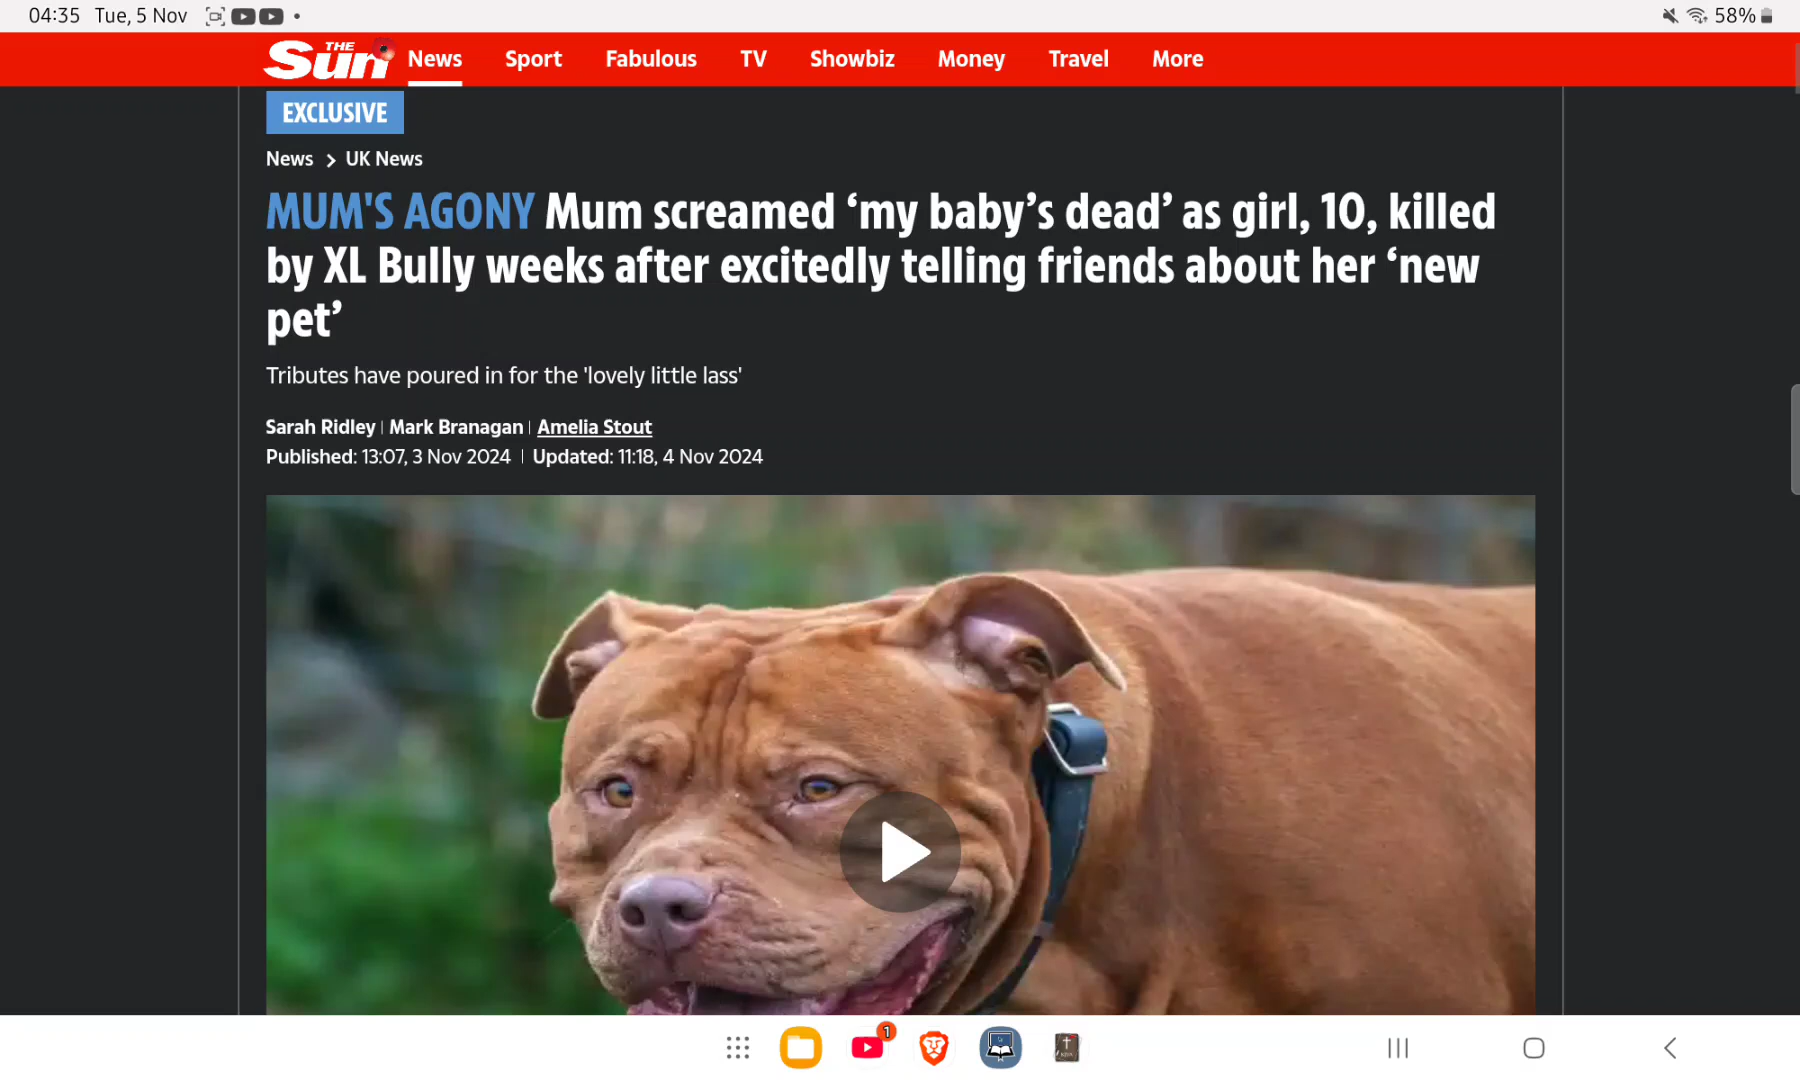 04:35 Tue, 5 Nov 58%
THE Sun News Sport Fabulous TV Showbiz Money Travel More
EXCLUSIVE
News > UK News
MUM'S AGONY Mum screamed ‘my baby’s dead’ as girl, 10, killed
by XL Bully weeks after excitedly telling friends about her ‘new
pet’
Tributes have poured in for the 'lovely little lass'
Sarah Ridley | Mark Branagan | Amelia Stout
Published: 13:07, 3 Nov 2024 | Updated: 11:18, 4 Nov 2024
1